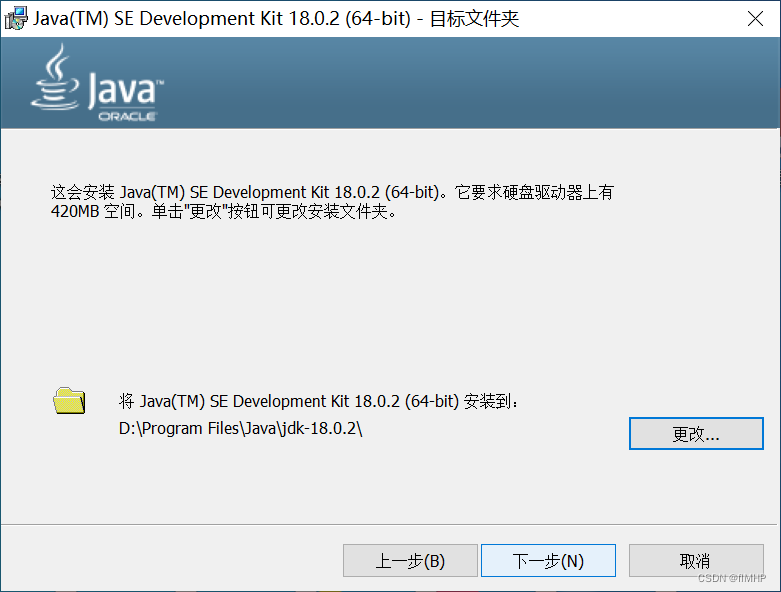 Java(TM) SE Development Kit 18.0.2 (64-bit) - 目标文件夹
Java™
ORACLE
这会安装 Java(TM) SE Development Kit 18.0.2 (64-bit)。它要求硬盘驱动器上有
420MB 空间。单击"更改"按钮可更改安装文件夹。
将 Java(TM) SE Development Kit 18.0.2 (64-bit) 安装到：
D:\Program Files\Java\jdk-18.0.2\
更改...
上一步(B)
下一步(N)
取消